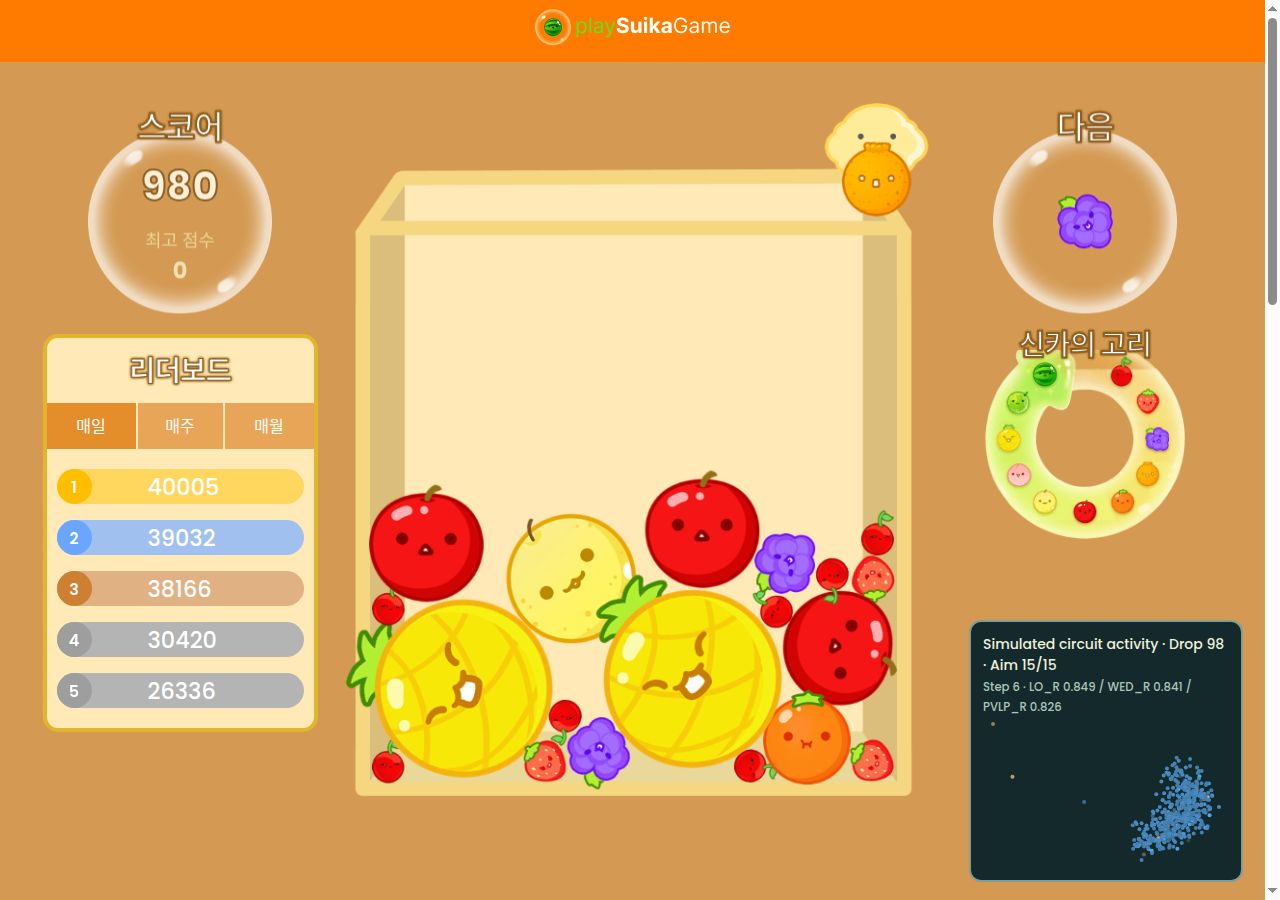 playSuikaGame
스코어
980
최고 점수
0
다음
리더보드
매일 매주 매월
1 40005
2 39032
3 38166
4 30420
5 26336
신카의 고리
Simulated circuit activity · Drop 98
· Aim 15/15
Step 6 · LO_R 0.849 / WED_R 0.841 /
PVLP_R 0.826